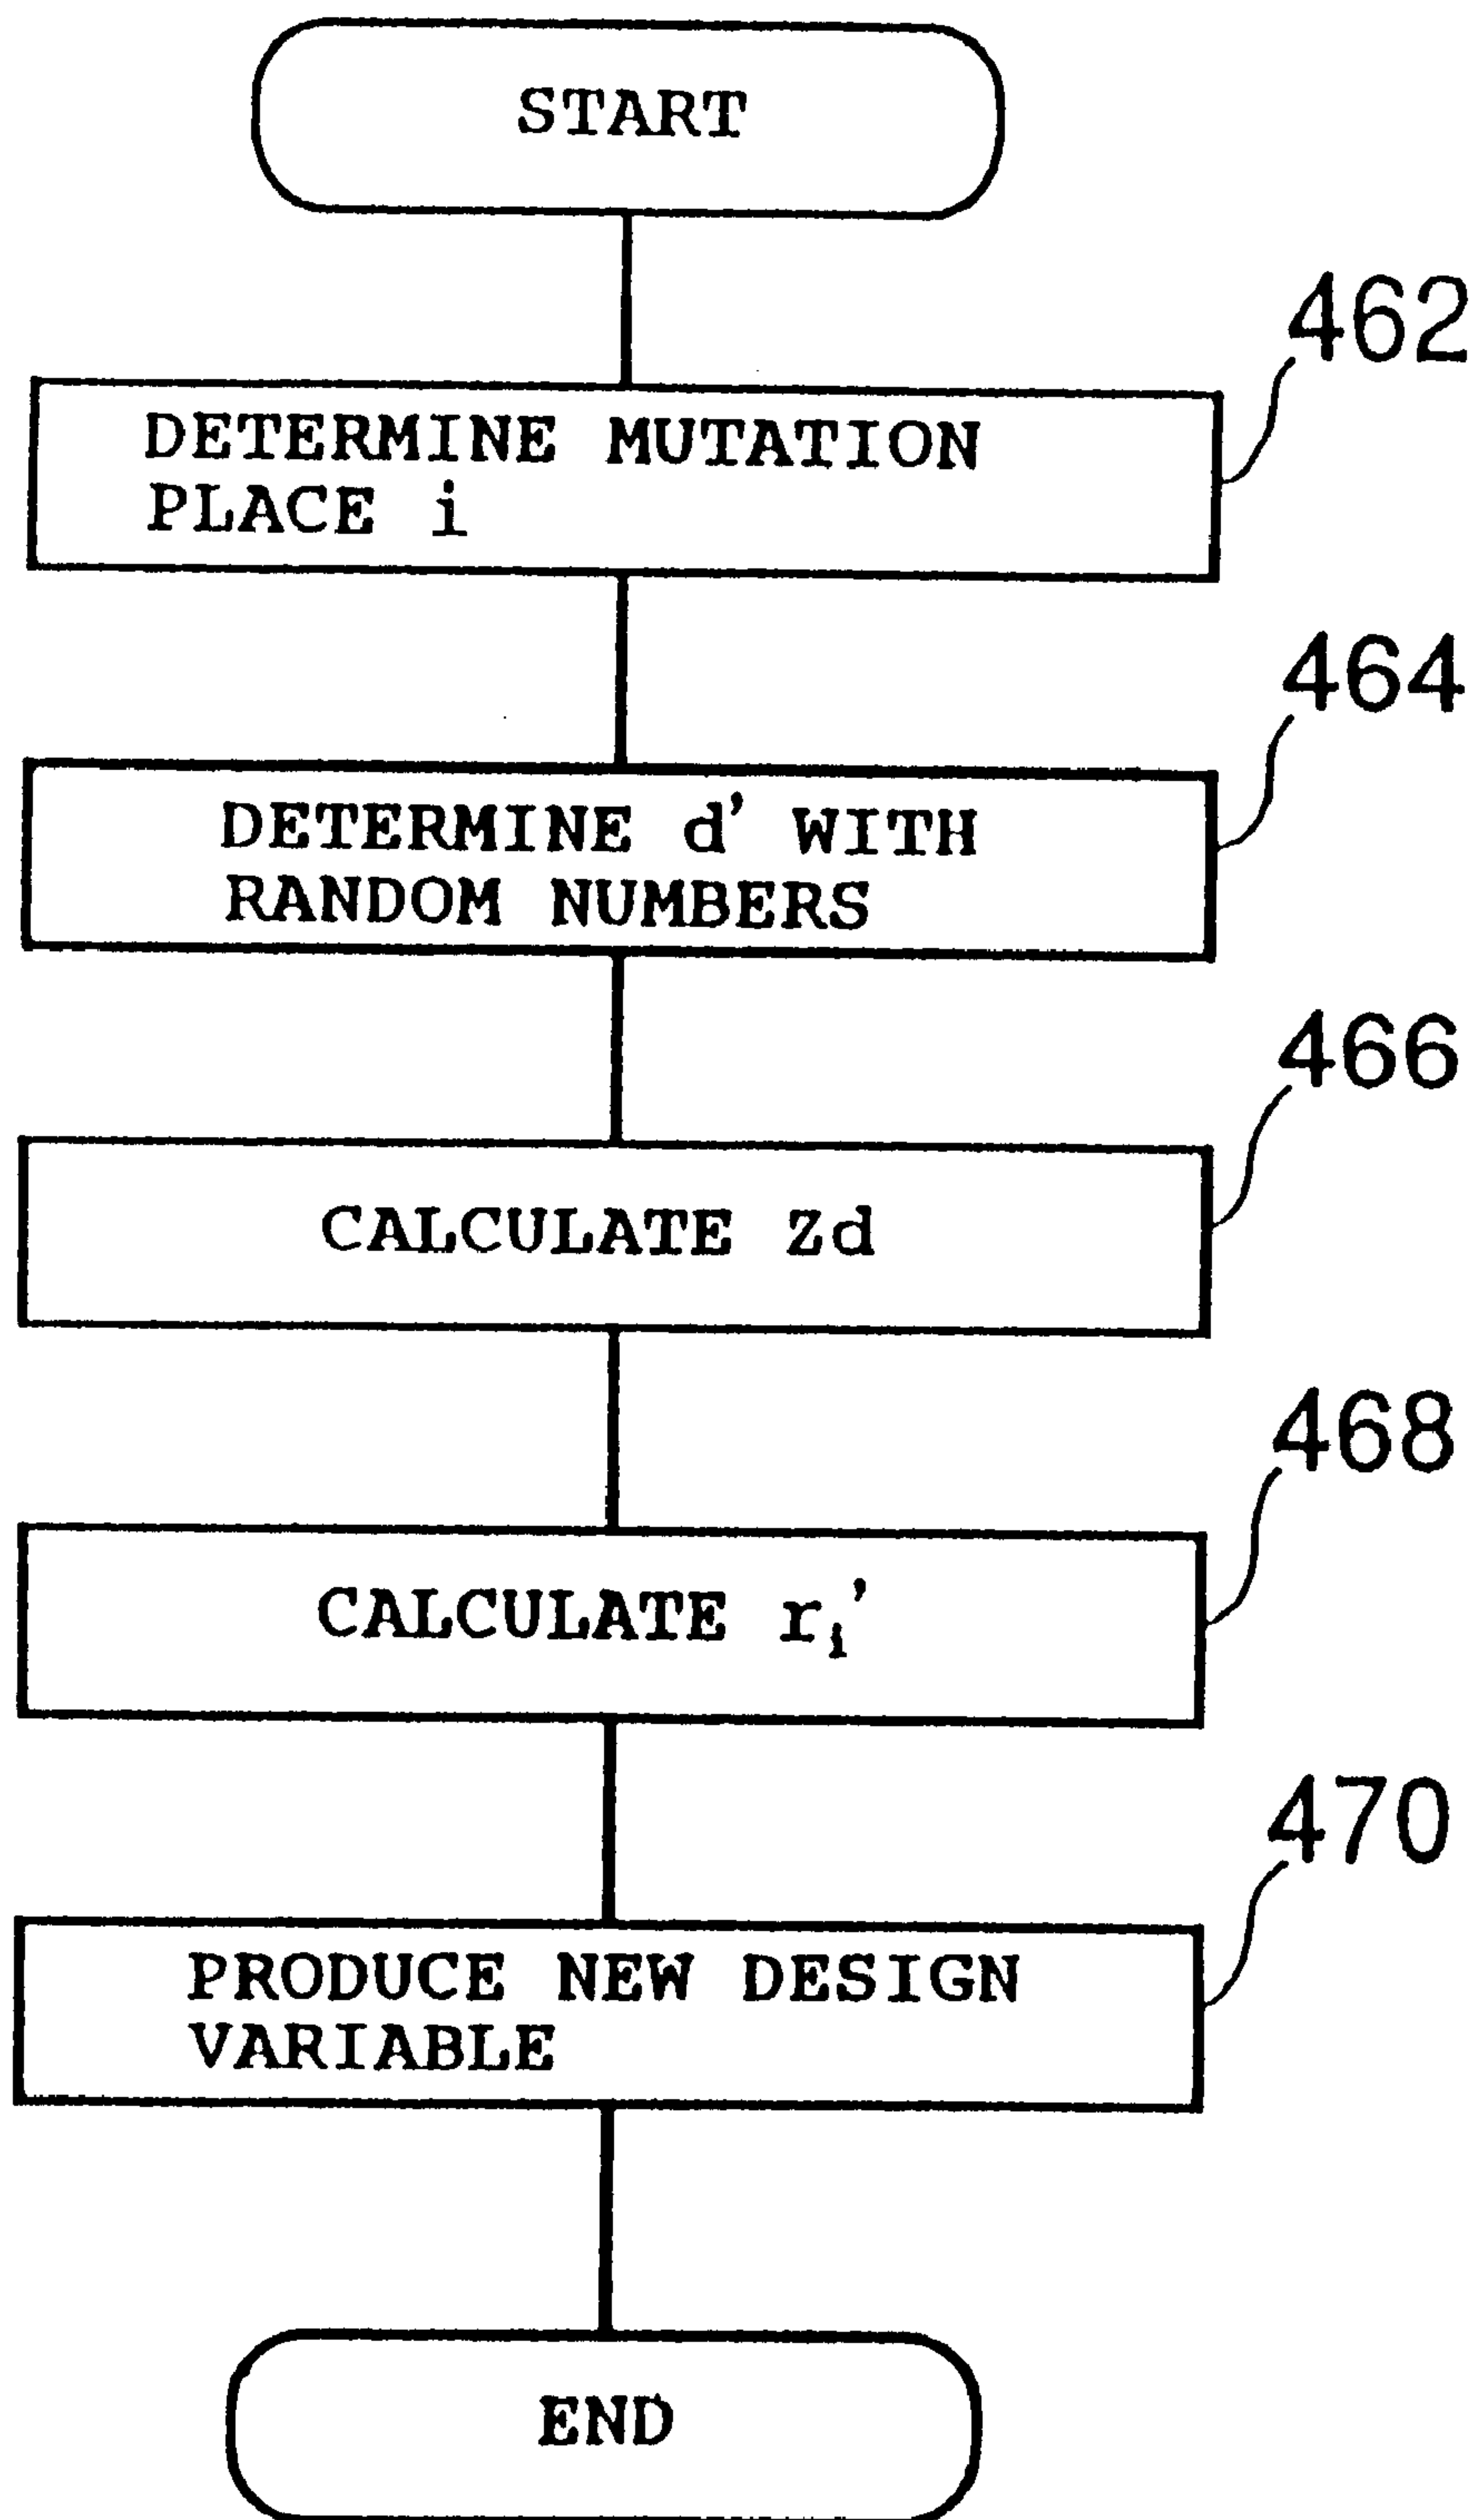 START
462
DETERMINE MUTATION
PLACE i
464
DETERMINE d' WITH
RANDOM NUMBERS
466
CALCULATE Zd
468
CALCULATE ri'
470
PRODUCE NEW DESIGN
VARIABLE
END